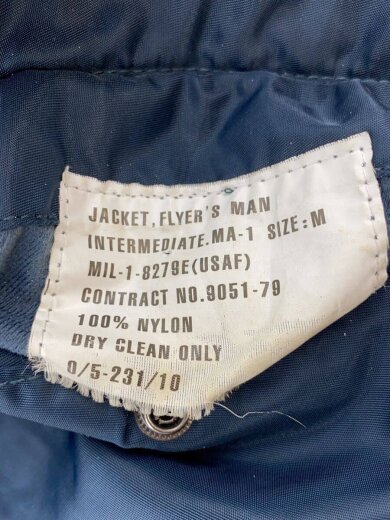 JACKET, FLYER'S MAN
INTERMEDIATE. MA-1 SIZE: M
MIL-1-8279E(USAF)
CONTRACT NO.9051-79
100% NYLON
DRY CLEAN ONLY
9/5-231/10